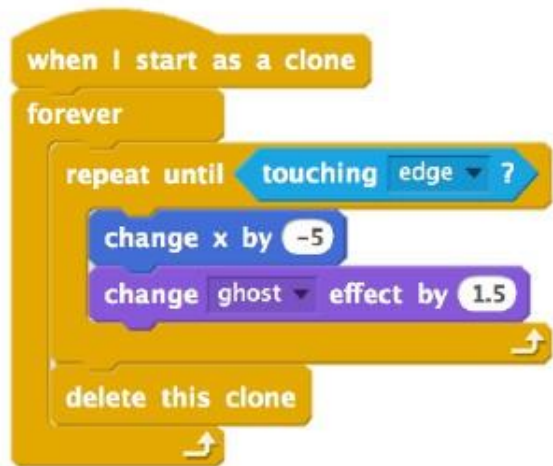 when I start as a clone
forever
repeat until touching edge ?
change x by -5
change ghost effect by 1.5
delete this clone